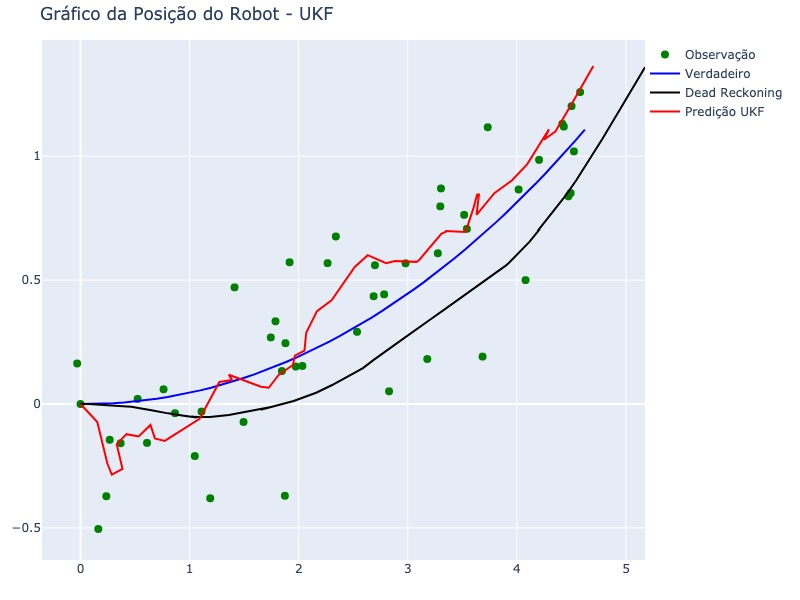 Gráfico da Posição do Robot - UKF
Observação
Verdadeiro
Dead Reckoning
Predição UKF
1
0.5
0
−0.5
0 1 2 3 4 5